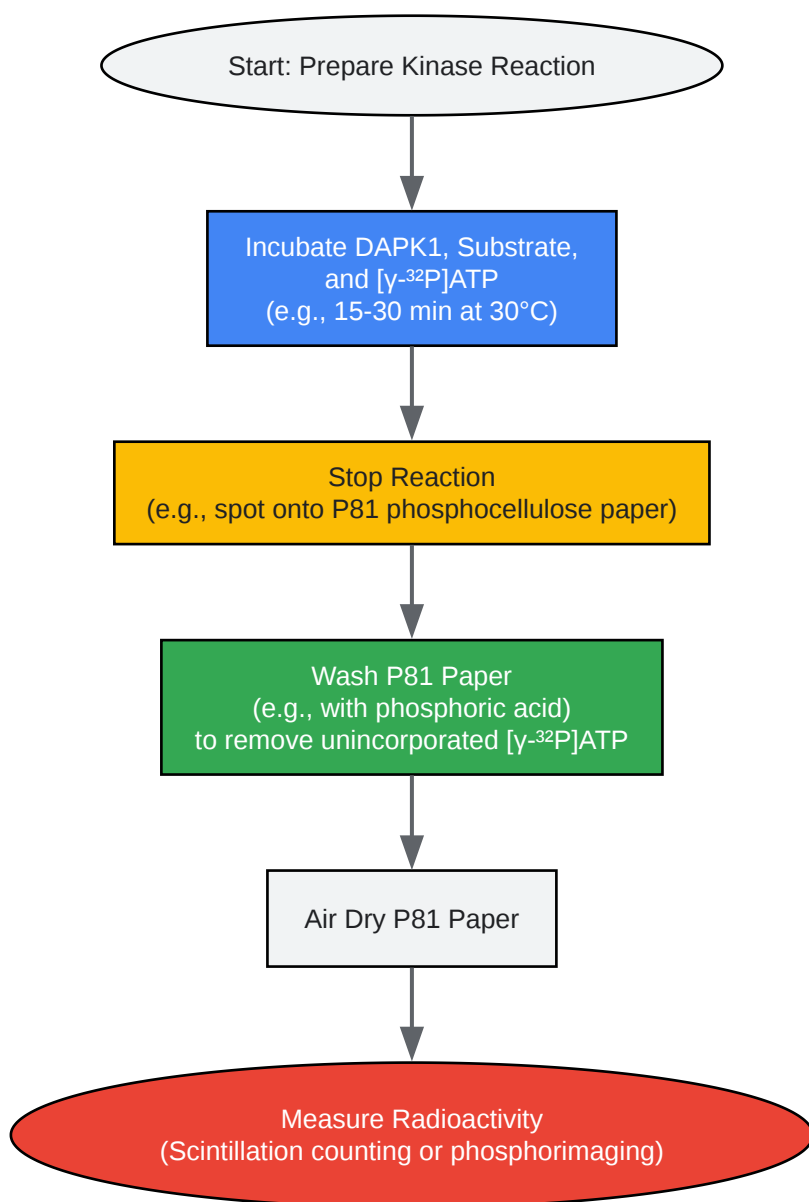 Start: Prepare Kinase Reaction
Incubate DAPK1, Substrate,
and [γ-³²P]ATP
(e.g., 15-30 min at 30°C)
Stop Reaction
(e.g., spot onto P81 phosphocellulose paper)
Wash P81 Paper
(e.g., with phosphoric acid)
to remove unincorporated [γ-³²P]ATP
Air Dry P81 Paper
Measure Radioactivity
(Scintillation counting or phosphorimaging)